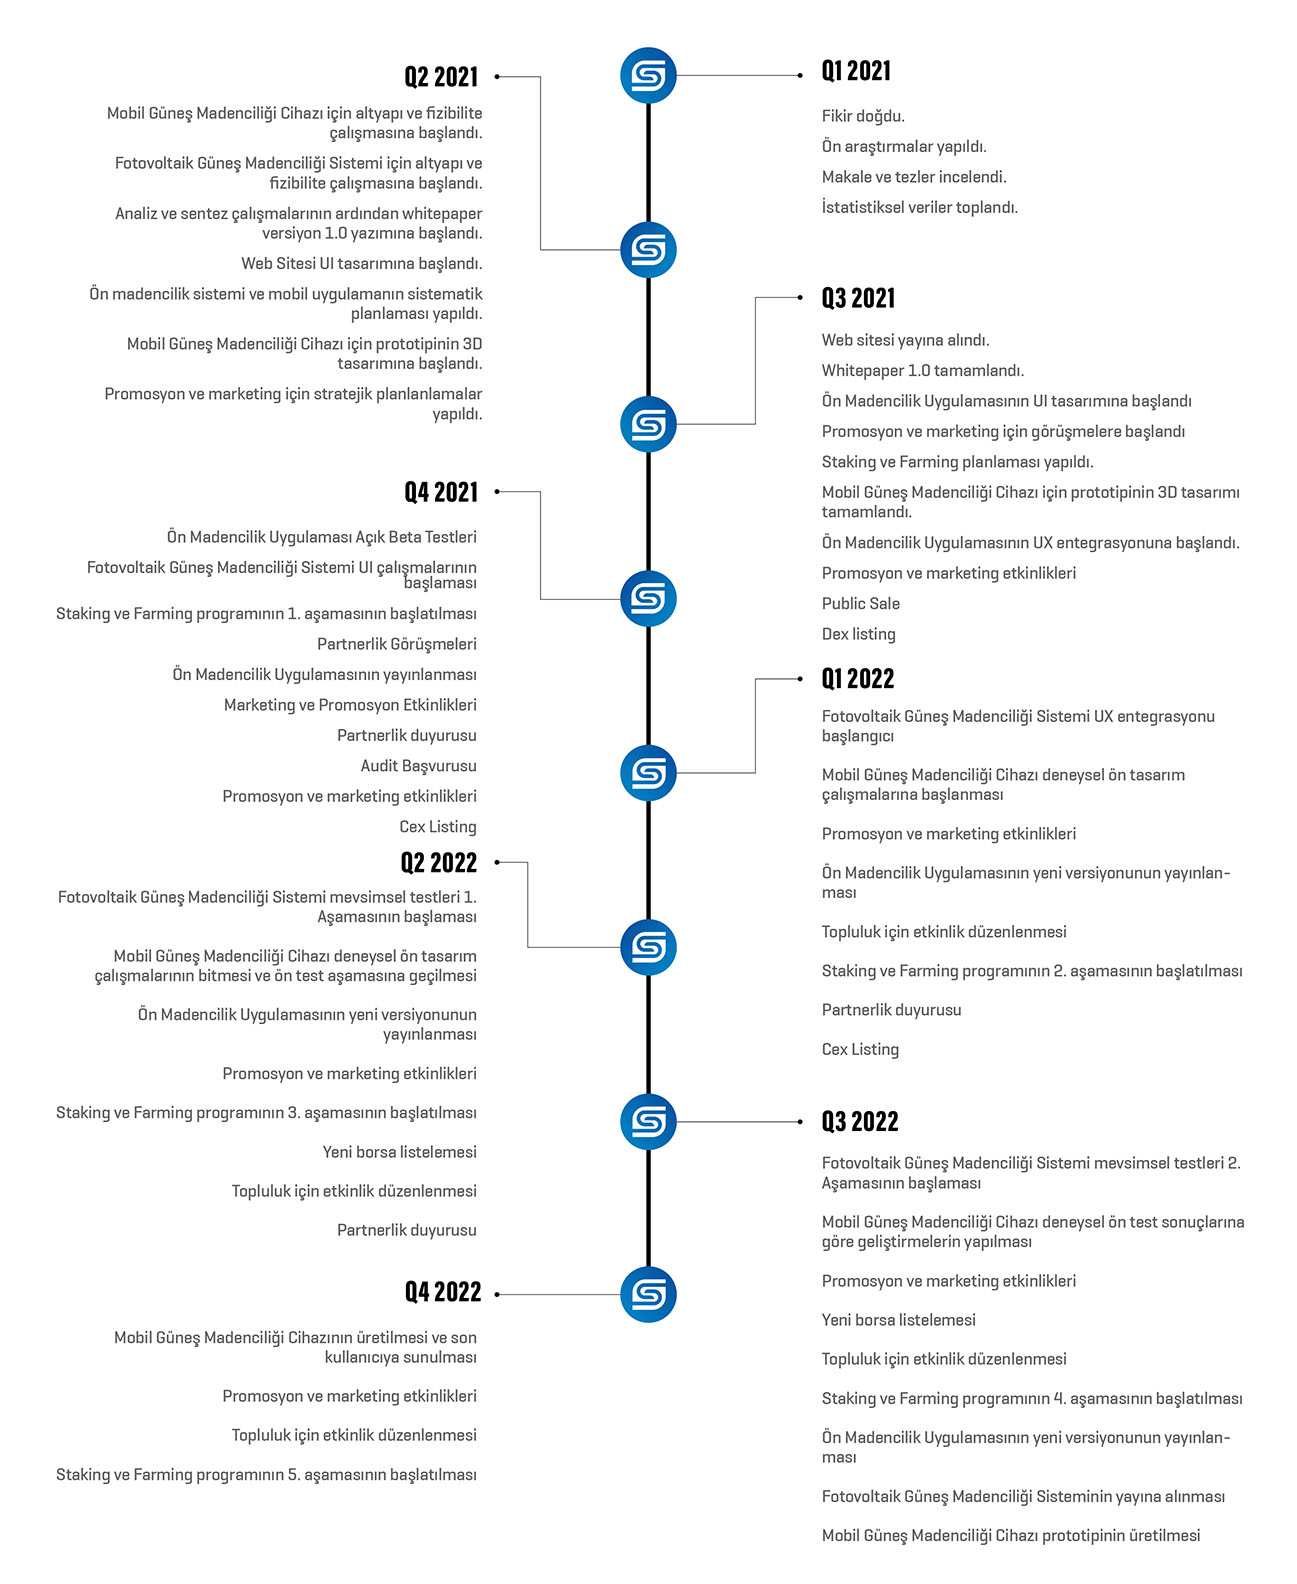 Q1 2021
Fikir doğdu.
Ön araştırmalar yapıldı.
Makale ve tezler incelendi.
İstatistiksel veriler toplandı.
Q2 2021
Mobil Güneş Madenciliği Cihazı için altyapı ve fizibilite
çalışmasına başlandı.
Fotovoltaik Güneş Madenciliği Sistemi için altyapı ve
fizibilite çalışmasına başlandı.
Analiz ve sentez çalışmalarının ardından whitepaper
versiyon 1.0 yazımına başlandı.
Web Sitesi UI tasarımına başlandı.
Ön madencilik sistemi ve mobil uygulamanın sistematik
planlaması yapıldı.
Mobil Güneş Madenciliği Cihazı için prototipinin 3D
tasarımına başlandı.
Promosyon ve marketing için stratejik planlanlamalar
yapıldı.
Q3 2021
Web sitesi yayına alındı.
Whitepaper 1.0 tamamlandı.
Ön Madencilik Uygulamasının UI tasarımına başlandı
Promosyon ve marketing için görüşmelere başlandı
Staking ve Farming planlaması yapıldı.
Mobil Güneş Madenciliği Cihazı için prototipinin 3D tasarımı
tamamlandı.
Ön Madencilik Uygulamasının UX entegrasyonuna başlandı.
Promosyon ve marketing etkinlikleri
Public Sale
Dex listing
Q4 2021
Ön Madencilik Uygulaması Açık Beta Testleri
Fotovoltaik Güneş Madenciliği Sistemi UI çalışmalarının
başlaması
Staking ve Farming programının 1. aşamasının başlatılması
Partnerlik Görüşmeleri
Ön Madencilik Uygulamasının yayınlanması
Marketing ve Promosyon Etkinlikleri
Partnerlik duyurusu
Audit Başvurusu
Promosyon ve marketing etkinlikleri
Cex Listing
Q1 2022
Fotovoltaik Güneş Madenciliği Sistemi UX entegrasyonu
başlangıcı
Mobil Güneş Madenciliği Cihazı deneysel ön tasarım
çalışmalarına başlanması
Promosyon ve marketing etkinlikleri
Ön Madencilik Uygulamasının yeni versiyonunun yayınlan-
ması
Topluluk için etkinlik düzenlenmesi
Staking ve Farming programının 2. aşamasının başlatılması
Partnerlik duyurusu
Cex Listing
Q2 2022
Fotovoltaik Güneş Madenciliği Sistemi mevsimsel testleri 1.
Aşamasının başlaması
Mobil Güneş Madenciliği Cihazı deneysel ön tasarım
çalışmalarının bitmesi ve ön test aşamasına geçilmesi
Ön Madencilik Uygulamasının yeni versiyonunun
yayınlanması
Promosyon ve marketing etkinlikleri
Staking ve Farming programının 3. aşamasının başlatılması
Yeni borsa listelemesi
Topluluk için etkinlik düzenlenmesi
Partnerlik duyurusu
Q3 2022
Fotovoltaik Güneş Madenciliği Sistemi mevsimsel testleri 2.
Aşamasının başlaması
Mobil Güneş Madenciliği Cihazı deneysel ön test sonuçlarına
göre geliştirmelerin yapılması
Promosyon ve marketing etkinlikleri
Yeni borsa listelemesi
Topluluk için etkinlik düzenlenmesi
Staking ve Farming programının 4. aşamasının başlatılması
Ön Madencilik Uygulamasının yeni versiyonunun yayınlan-
ması
Fotovoltaik Güneş Madenciliği Sisteminin yayına alınması
Mobil Güneş Madenciliği Cihazı prototipinin üretilmesi
Q4 2022
Mobil Güneş Madenciliği Cihazının üretilmesi ve son
kullanıcıya sunulması
Promosyon ve marketing etkinlikleri
Topluluk için etkinlik düzenlenmesi
Staking ve Farming programının 5. aşamasının başlatılması